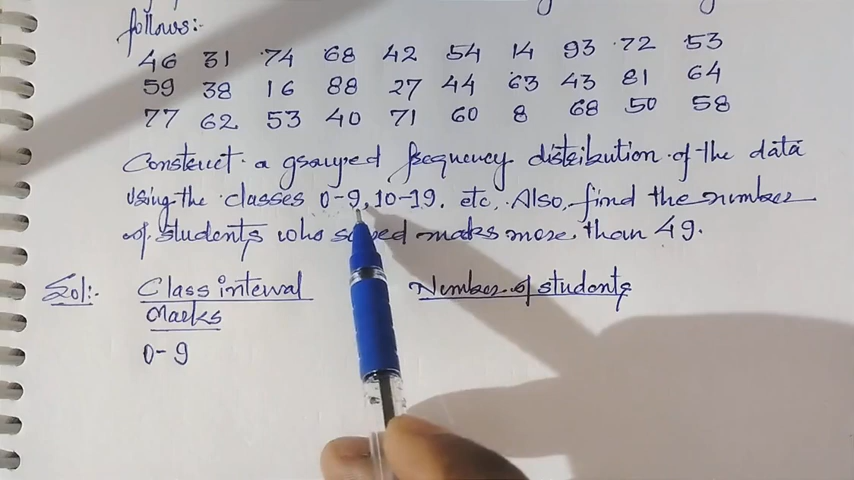 follows:-
46 31 74 68 42 54 14 93 72 53
59 38 16 88 27 44 63 43 81 64
77 62 53 40 71 60 8 68 50 58
Construct a grouped frequency distribution of the data
using the classes 0-9, 10-19. etc. Also, find the number
of students who marks more than 49.
Sol:- Class interval Number of students
Marks
0-9